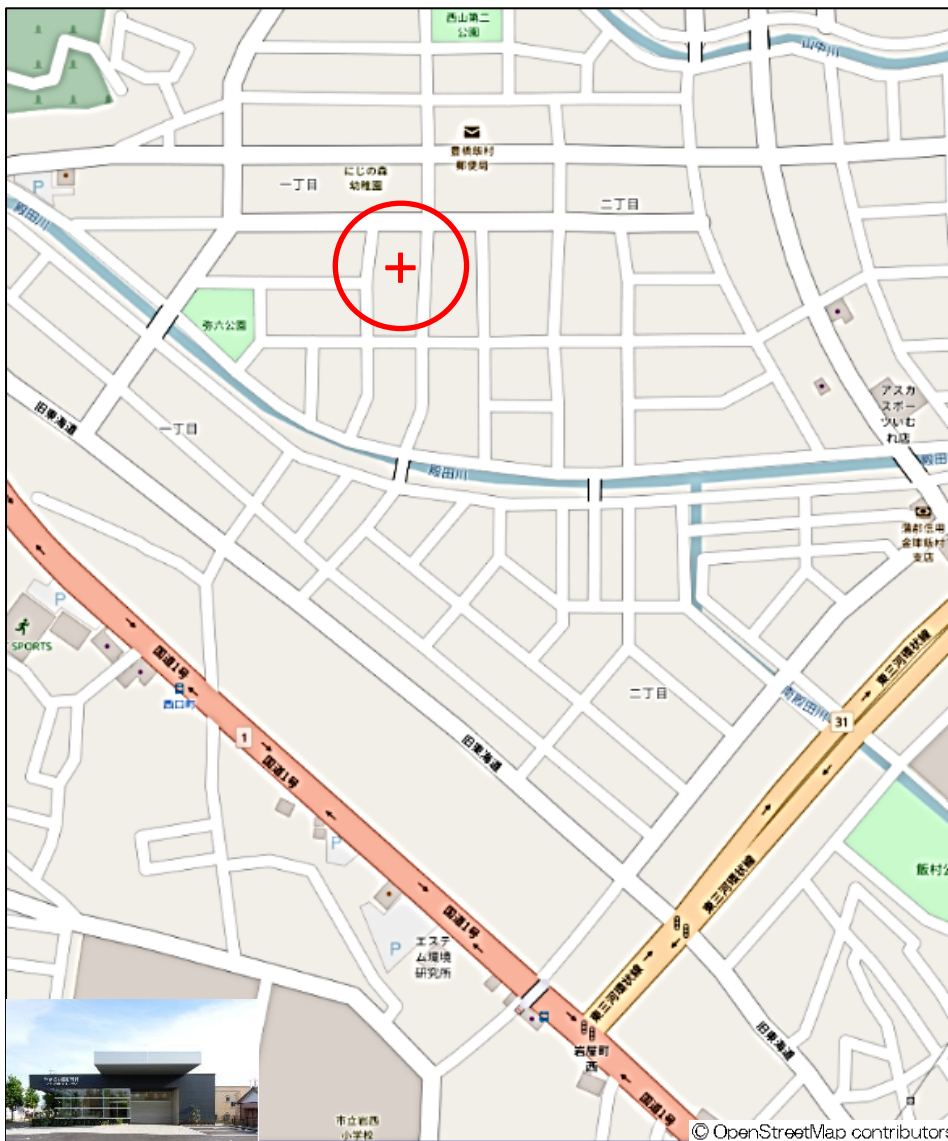 西山第二
公園
山中川
豊橋飯村
郵便局
にじの森
幼稚園
一丁目
二丁目
P
殿田川
弥六公園
アスカ
スポー
ツいむ
れ店
旧東海道
一丁目
殿田川
殿田
蒲郡信用
金庫飯村
支店
P
SPORTS
国道1号
西口町
1
国道1号
東三河環状線
二丁目
南殿田川
31
旧東海道
P
飯村公
東三河環状線
国道1号
エステ
ム環境
研究所
P
東三河環状線
岩屋町
西
旧東海道
国道1号
市立岩西
小学校
© OpenStreetMap contributors